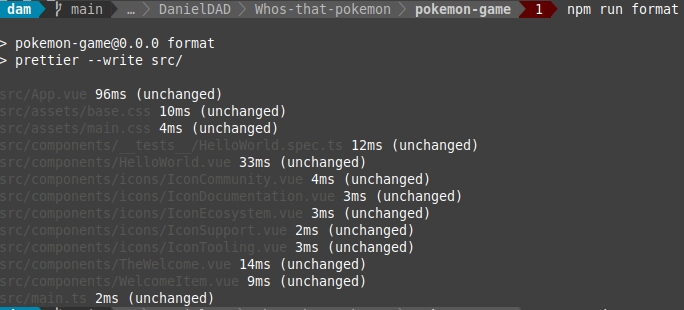 dam main … DanielDAD Whos-that-pokemon pokemon-game 1 npm run format
> pokemon-game@0.0.0 format
> prettier --write src/
src/App.vue 96ms (unchanged)
src/assets/base.css 10ms (unchanged)
src/assets/main.css 4ms (unchanged)
src/components/__tests__/HelloWorld.spec.ts 12ms (unchanged)
src/components/HelloWorld.vue 33ms (unchanged)
src/components/icons/IconCommunity.vue 4ms (unchanged)
src/components/icons/IconDocumentation.vue 3ms (unchanged)
src/components/icons/IconEcosystem.vue 3ms (unchanged)
src/components/icons/IconSupport.vue 2ms (unchanged)
src/components/icons/IconTooling.vue 3ms (unchanged)
src/components/TheWelcome.vue 14ms (unchanged)
src/components/WelcomeItem.vue 9ms (unchanged)
src/main.ts 2ms (unchanged)